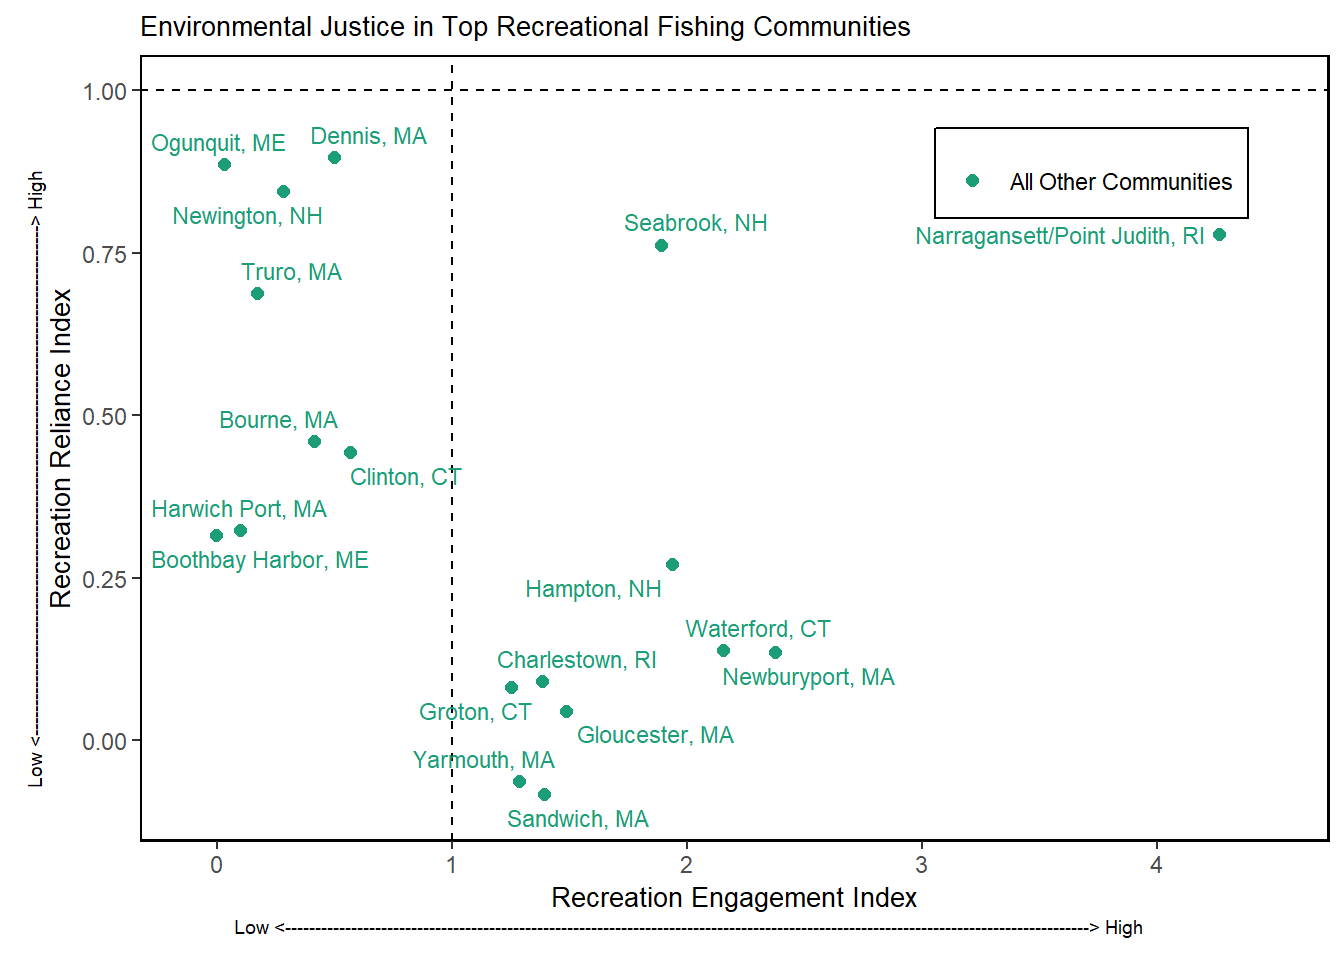 Environmental Justice in Top Recreational Fishing Communities
1.00
Dennis, MA
Ogunquit, ME
All Other Communities
Newington, NH
Seabrook, NH
Narragansett/Point Judith, RI
0.75
Truro, MA
Bourne, MA
0.50
Clinton, CT
Harwich Port, MA
Boothbay Harbor, ME
0.25
Hampton, NH
Waterford, CT
Charlestown, RI
Newburyport, MA
Groton, CT
Gloucester, MA
0.00
Yarmouth, MA
Sandwich, MA
Recreation Reliance Index
Low <--------------------------------------------------------------------------------------> High
0 1 2 3 4
Recreation Engagement Index
Low <--------------------------------------------------------------------------------------------------------------------------------------> High